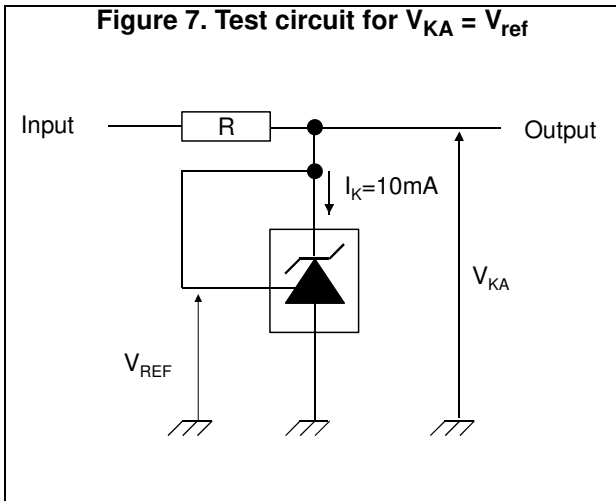 Figure 7. Test circuit for VKA = Vref
Input
R
Output
IK=10mA
VKA
VREF